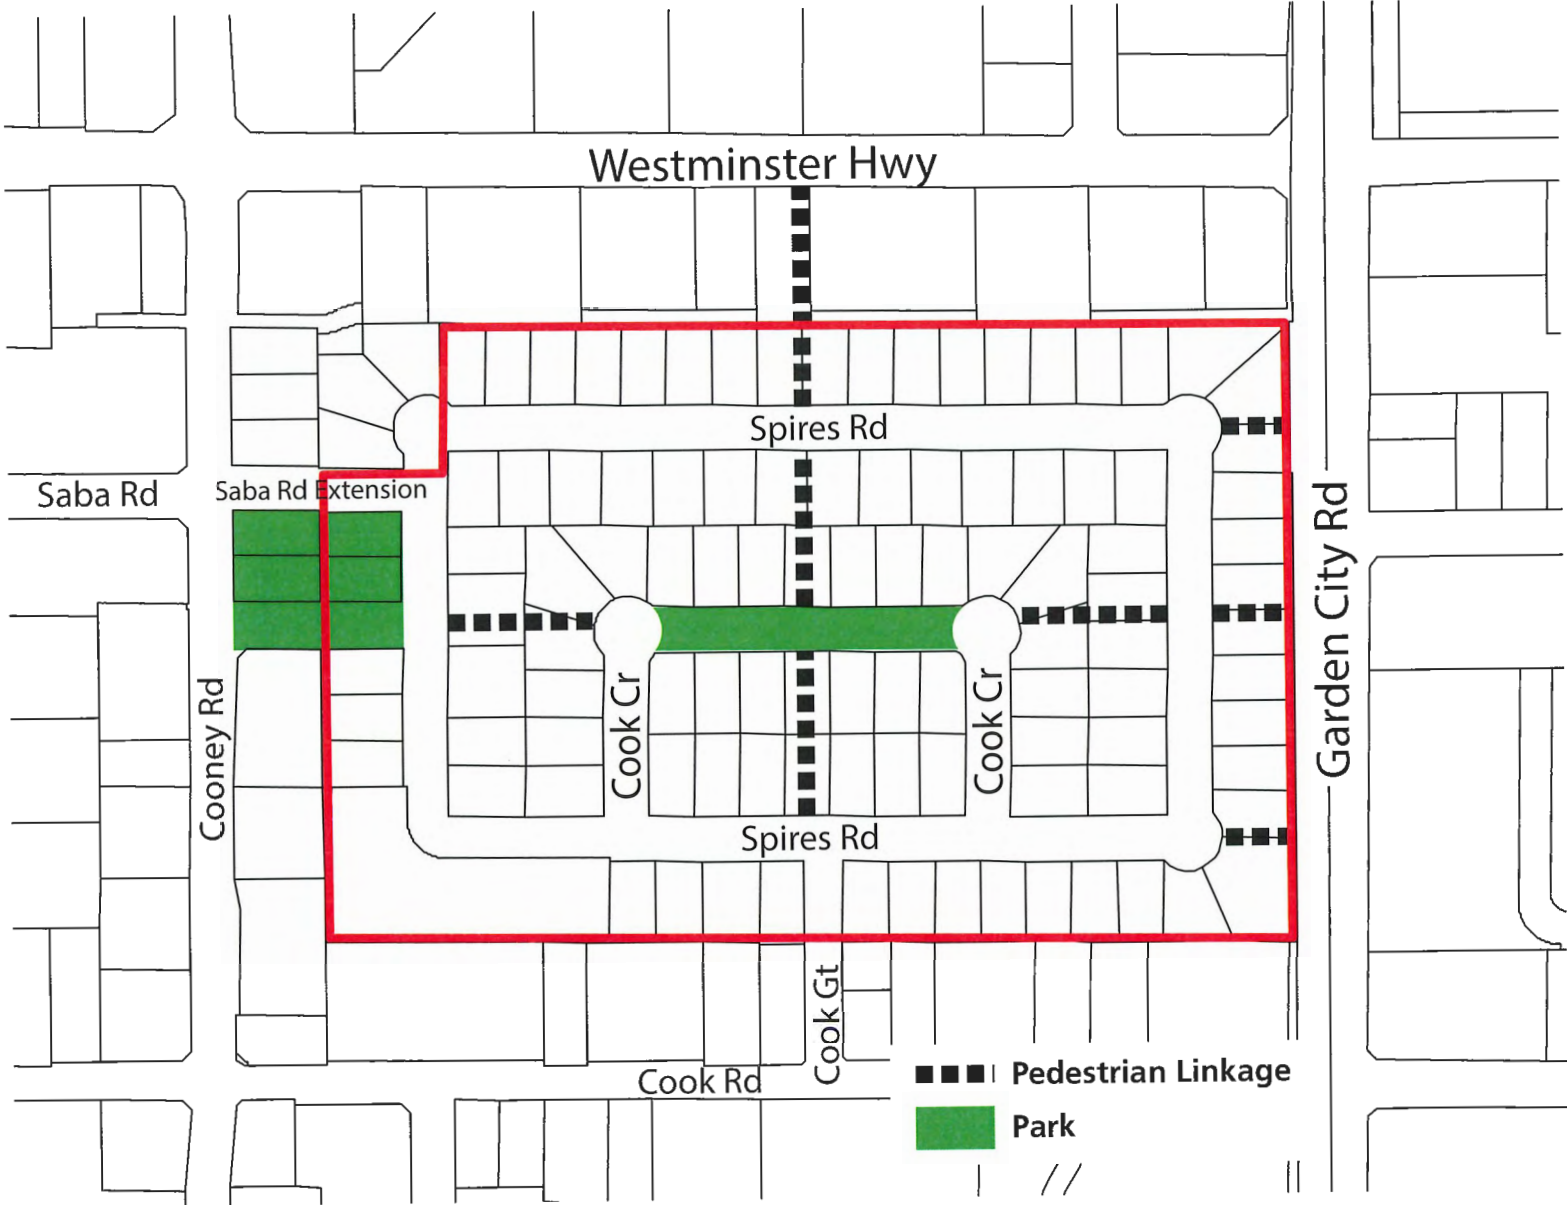 Westminster Hwy
Spires Rd
Saba Rd
Saba Rd Extension
Garden City Rd
Cooney Rd
Cook Cr
Cook Cr
Spires Rd
Cook Gt
Cook Rd
Pedestrian Linkage
Park